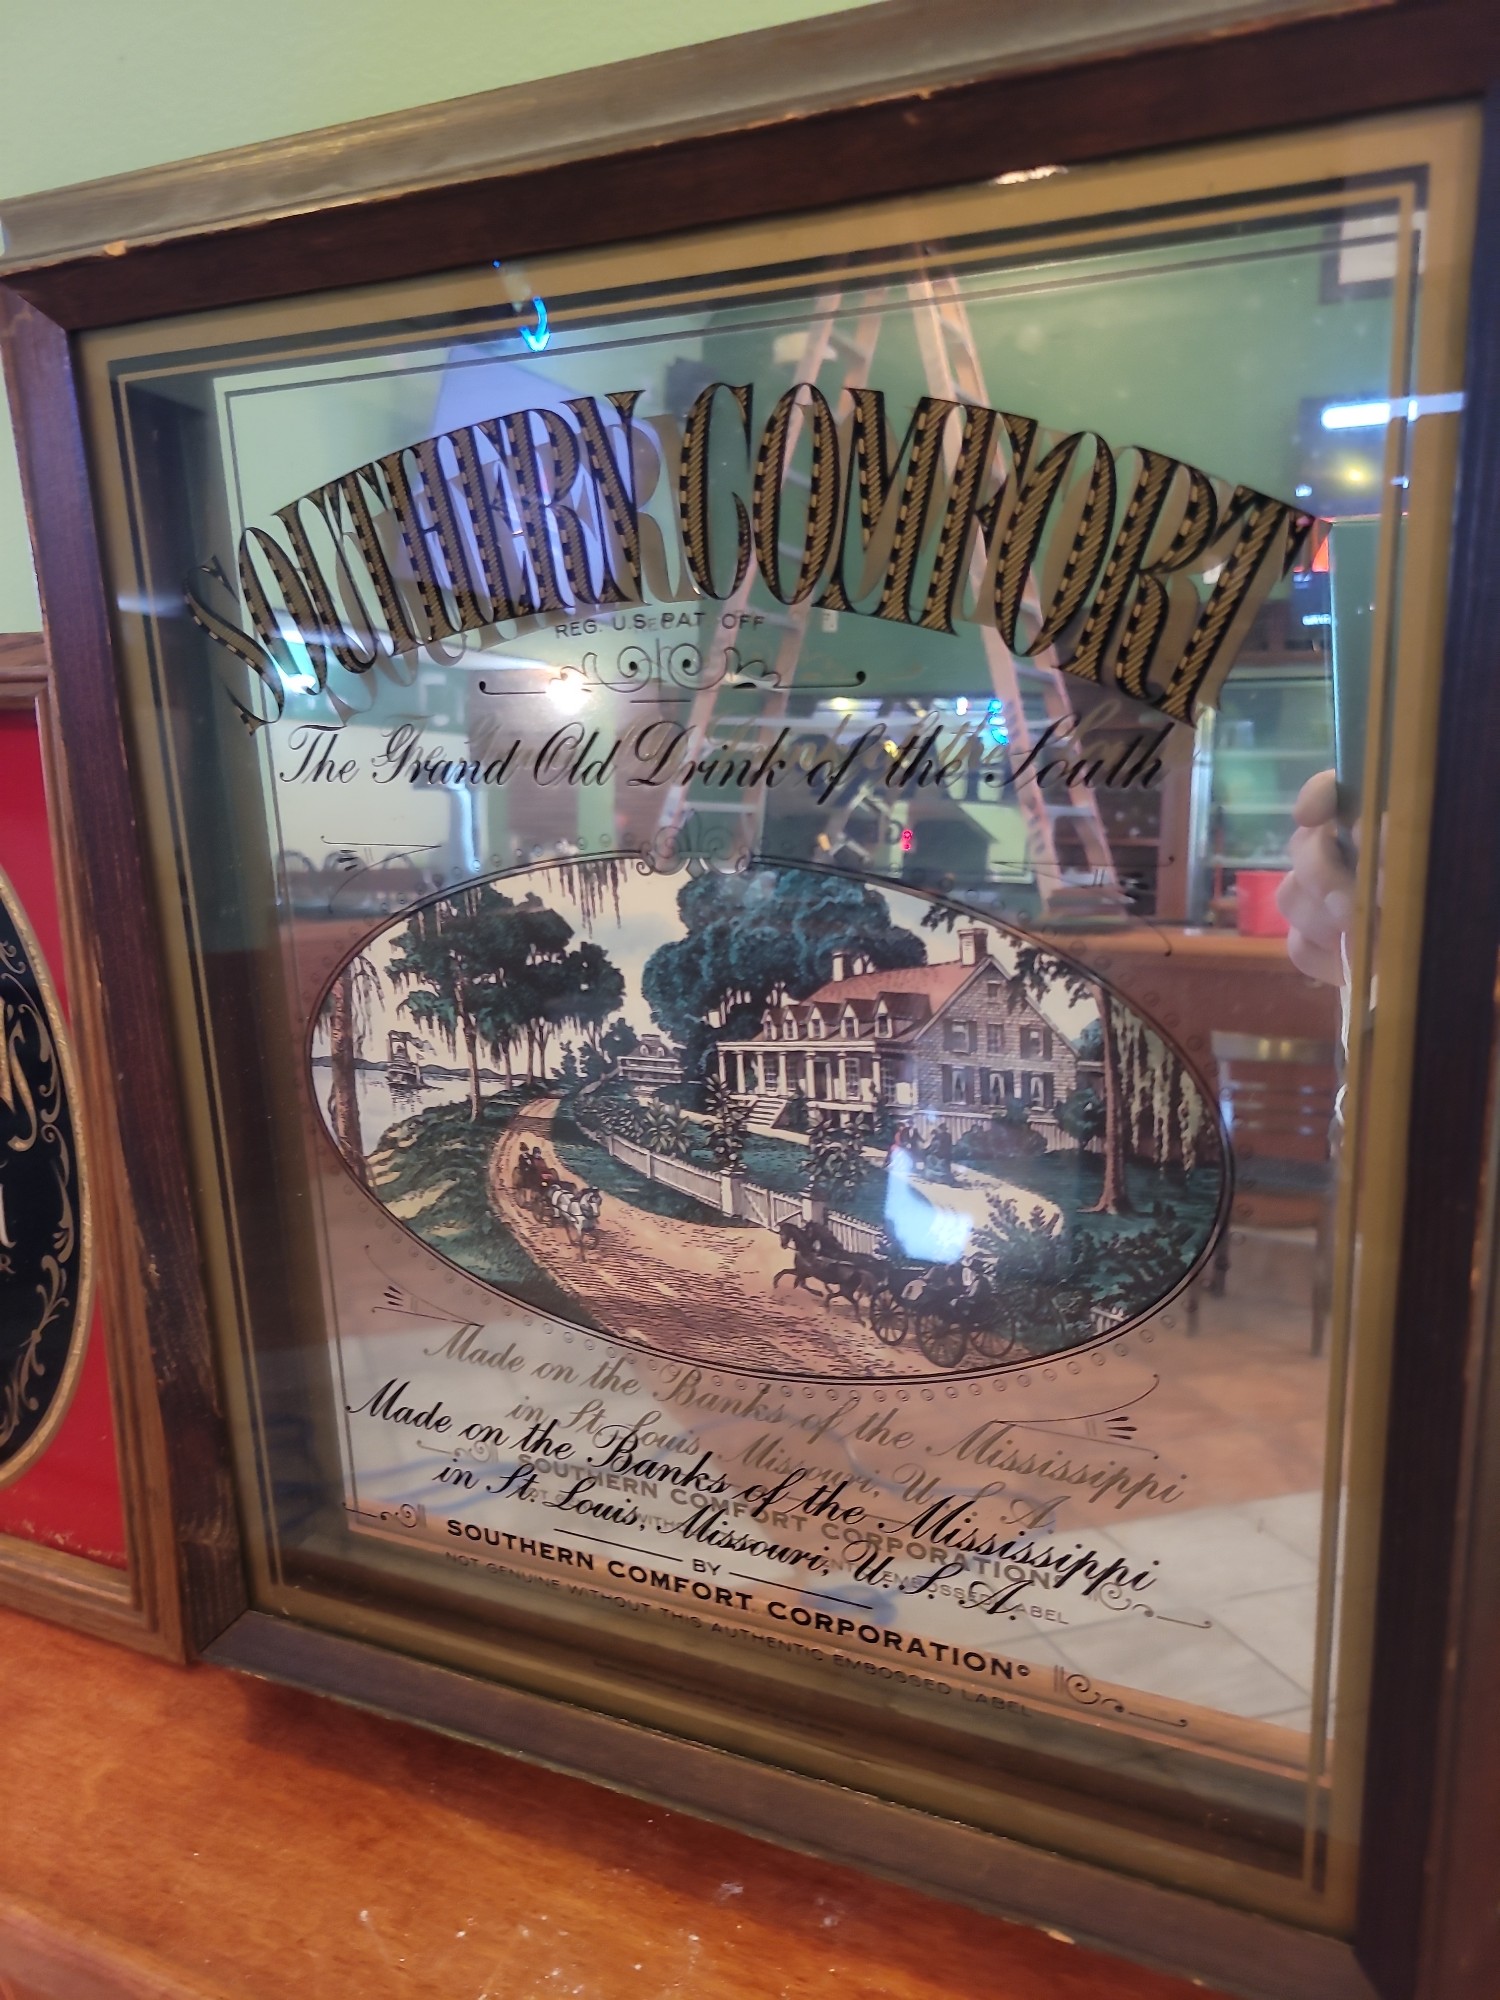 SOUTHERN COMFORT
REG. U.S. PAT. OFF.
The Grand Old Drink of the South
Made on the Banks of the Mississippi
in St. Louis, Missouri, U.S.A.
BY
SOUTHERN COMFORT CORPORATION©
NOT GENUINE WITHOUT THIS AUTHENTIC EMBOSSED LABEL